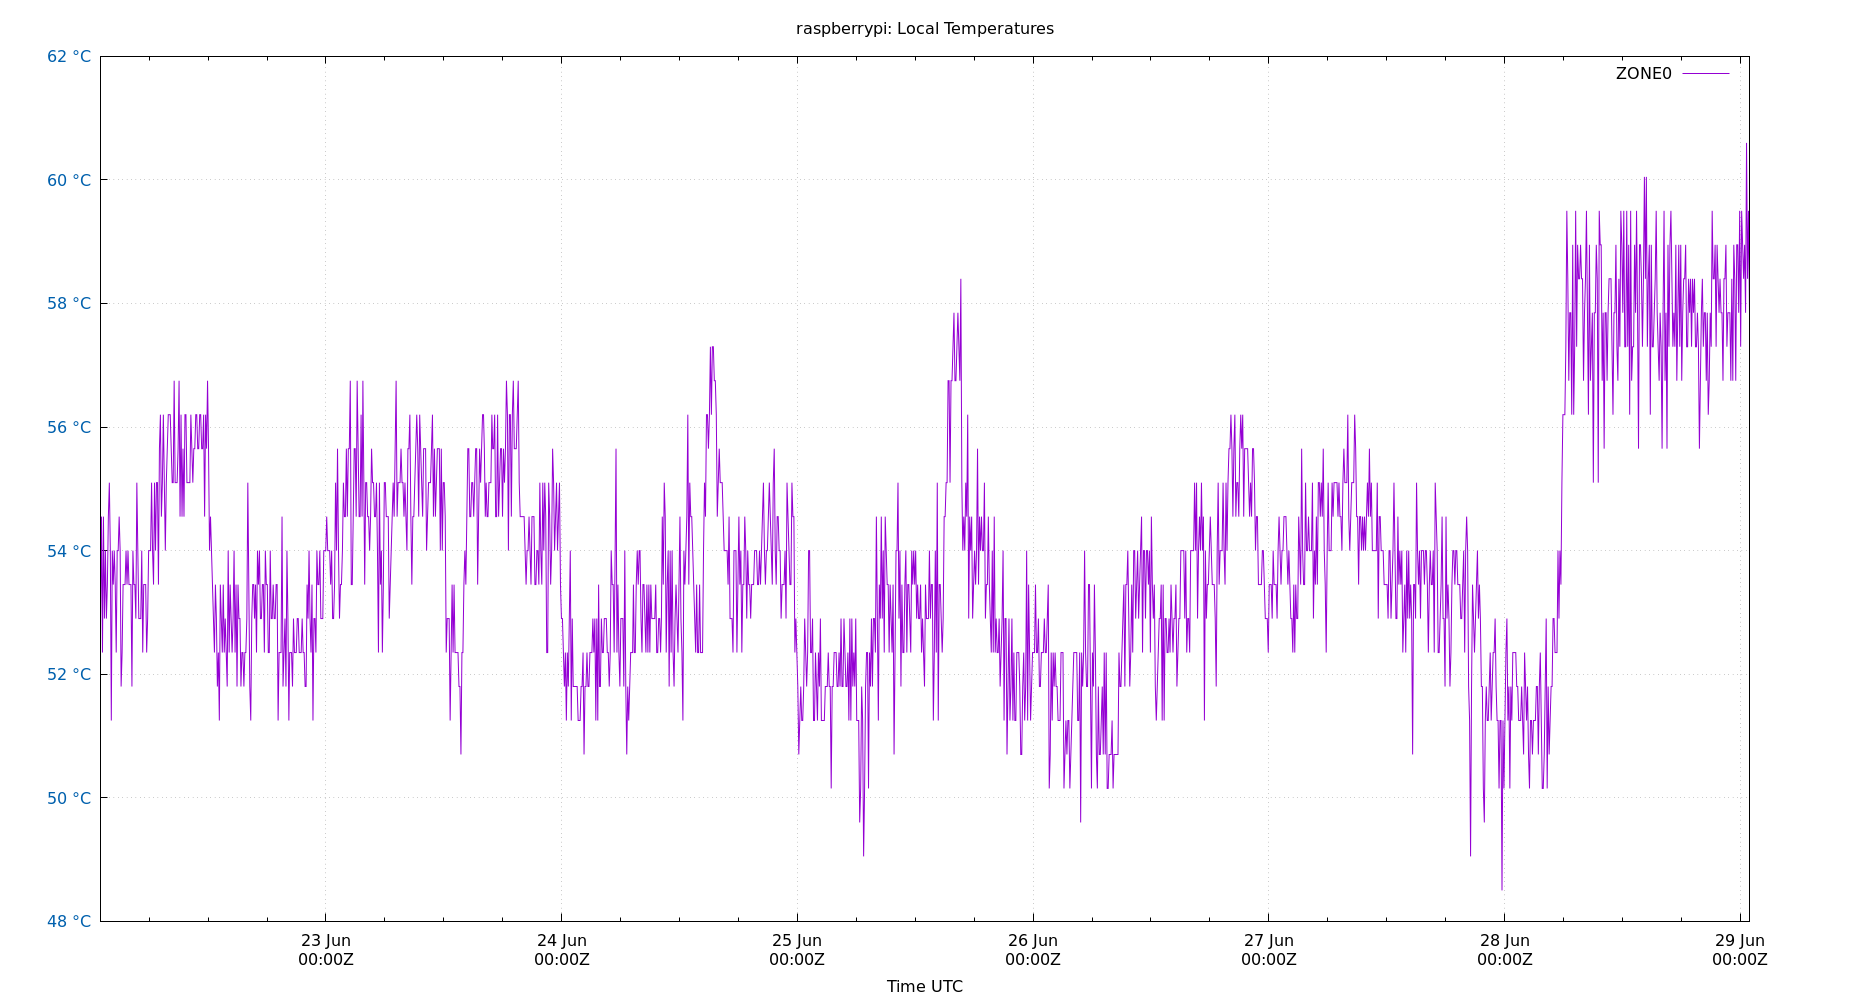 raspberrypi: Local Temperatures
62 °C
ZONE0
60 °C
58 °C
56 °C
54 °C
52 °C
50 °C
48 °C
23 Jun 24 Jun 25 Jun 26 Jun 27 Jun 28 Jun 29 Jun
00:00Z 00:00Z 00:00Z 00:00Z 00:00Z 00:00Z 00:00Z
Time UTC